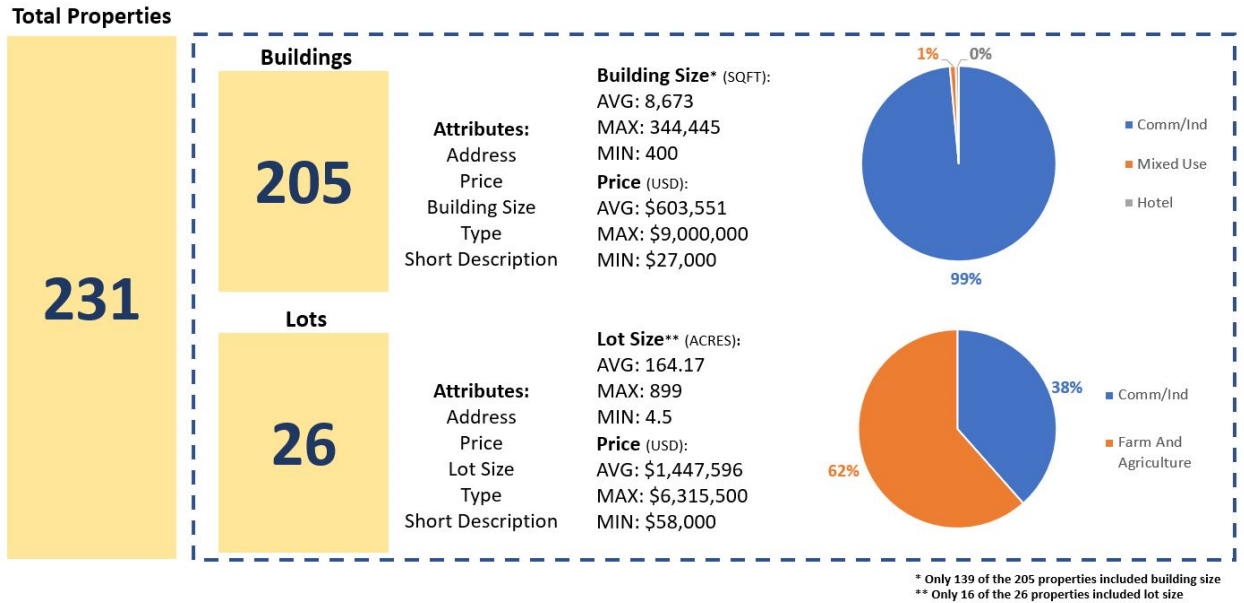 Total Properties
231
Buildings
205
Attributes:
Address
Price
Building Size
Type
Short Description
Building Size* (SQFT):
AVG: 8,673
MAX: 344,445
MIN: 400
Price (USD):
AVG: $603,551
MAX: $9,000,000
MIN: $27,000
1%
0%
99%
Comm/Ind
Mixed Use
Hotel
Lots
26
Attributes:
Address
Price
Lot Size
Type
Short Description
Lot Size** (ACRES):
AVG: 164.17
MAX: 899
MIN: 4.5
Price (USD):
AVG: $1,447,596
MAX: $6,315,500
MIN: $58,000
38%
62%
Comm/Ind
Farm And
Agriculture
* Only 139 of the 205 properties included building size
** Only 16 of the 26 properties included lot size